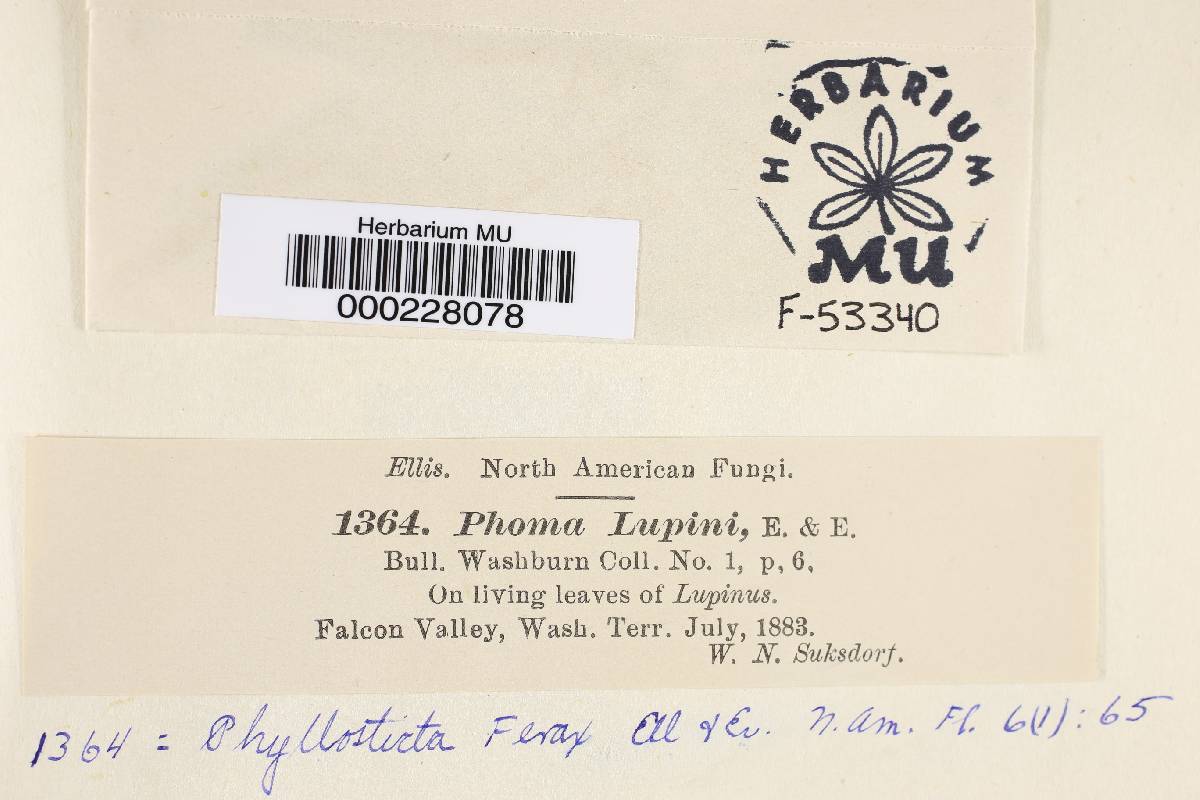 HERBARIUM
MU
F-53340
Herbarium MU
000228078
Ellis. North American Fungi.
1364. Phoma Lupini, E. & E.
Bull. Washburn Coll. No. 1, p, 6,
On living leaves of Lupinus.
Falcon Valley, Wash. Terr. July, 1883.
W. N. Suksdorf.
1364 = Phyllosticta Ferax Ell & Ev. N. Am. Fl. 6(1): 65